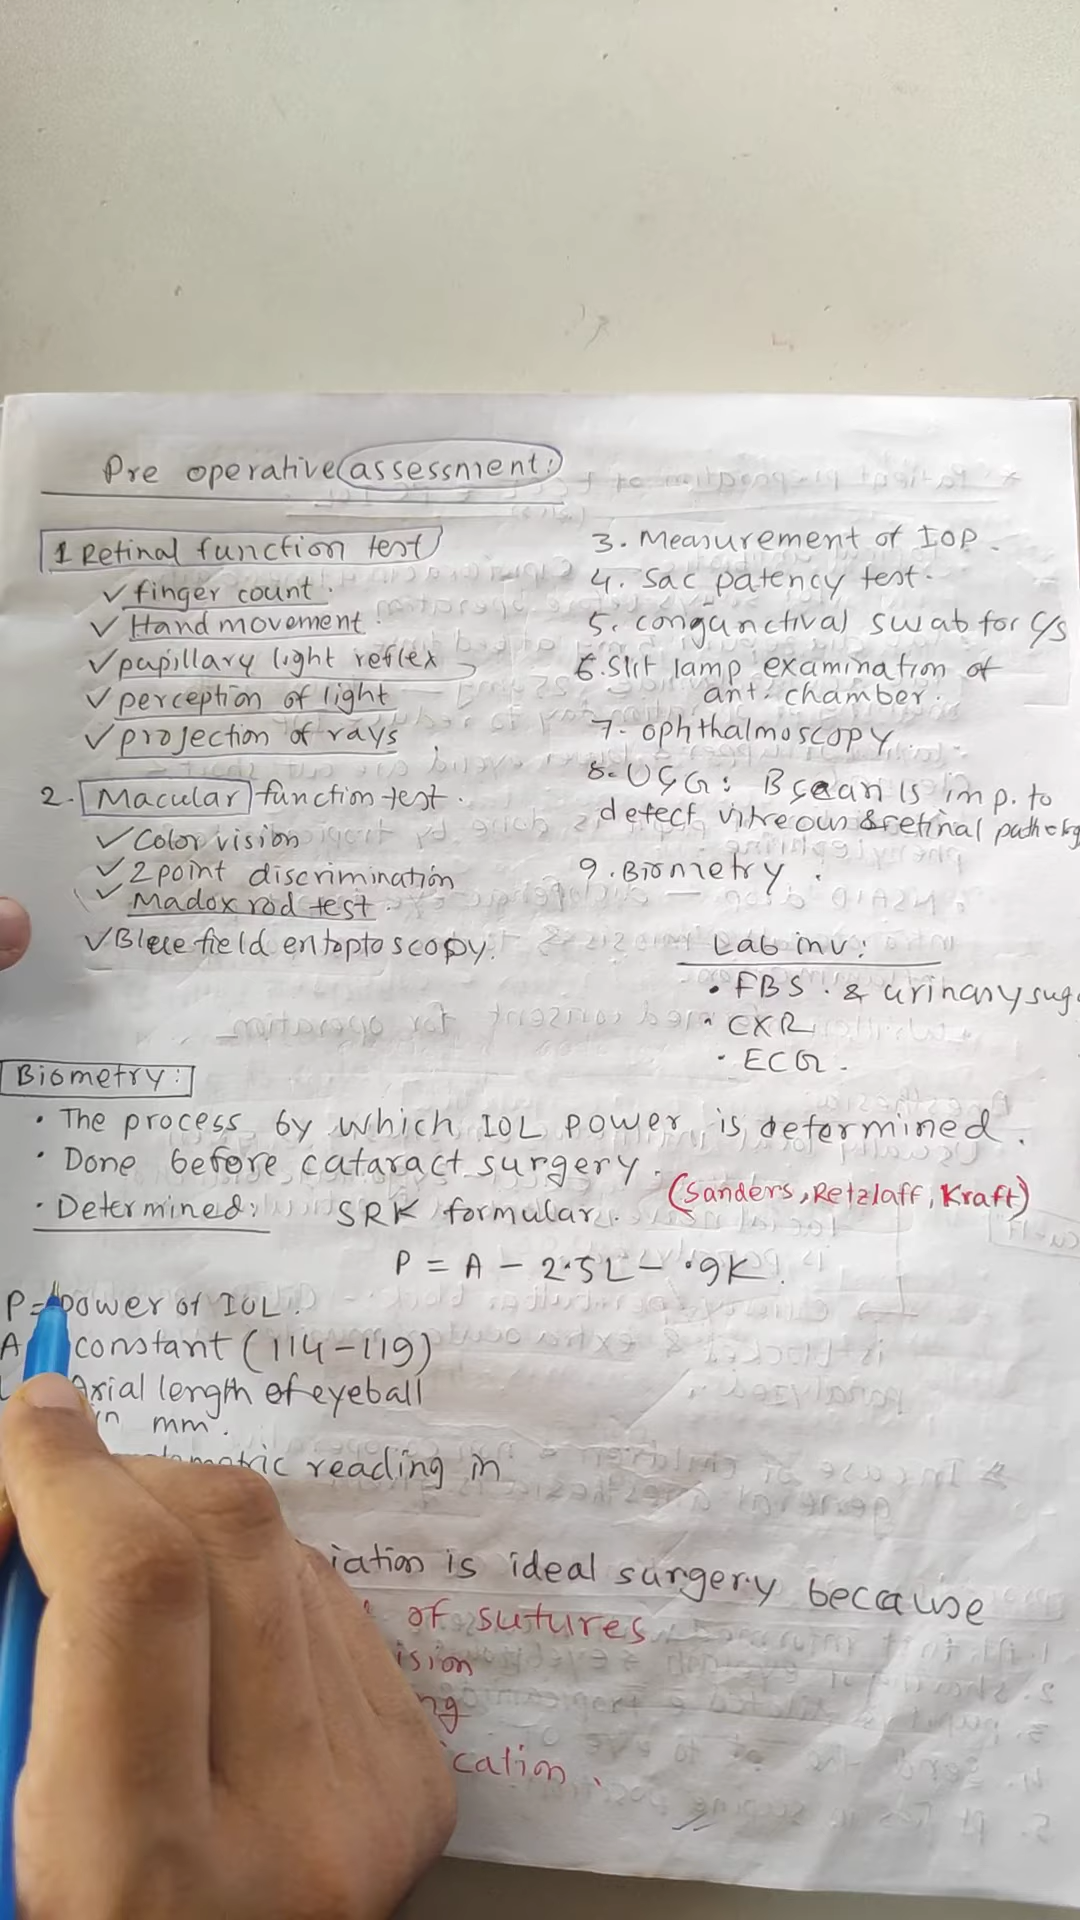 Pre operative assessment:
1 Retinal function test
✓ finger count.
✓ Hand movement.
✓ papillary light reflex
✓ perception of light
✓ projection of rays
2. Macular function test.
✓ Color vision
✓ 2 point discrimination
✓ Madox rod test.
✓ Blue field entoptoscopy.
3. Measurement of IOP.
4. Sac patency test.
5. congunctival swab for c/s
6. Slit lamp examination of
ant. chamber.
7. ophthalmoscopy.
8. USG: B scan is imp. to
detect vitreous & retinal
9. Biometry.
Lab inv:
• FBS. & urinary sug
• CXR
• ECG.
Biometry:
• The process by which IOL power is determined.
• Done before cataract surgery.
• Determined: SRK formular. (Sanders, Retzlaff, Kraft)
P = A - 2.5L - .9K.
P = power of IOL.
A constant (114-119)
Axial length of eyeball
in mm.
reading in
is ideal surgery because
of sutures